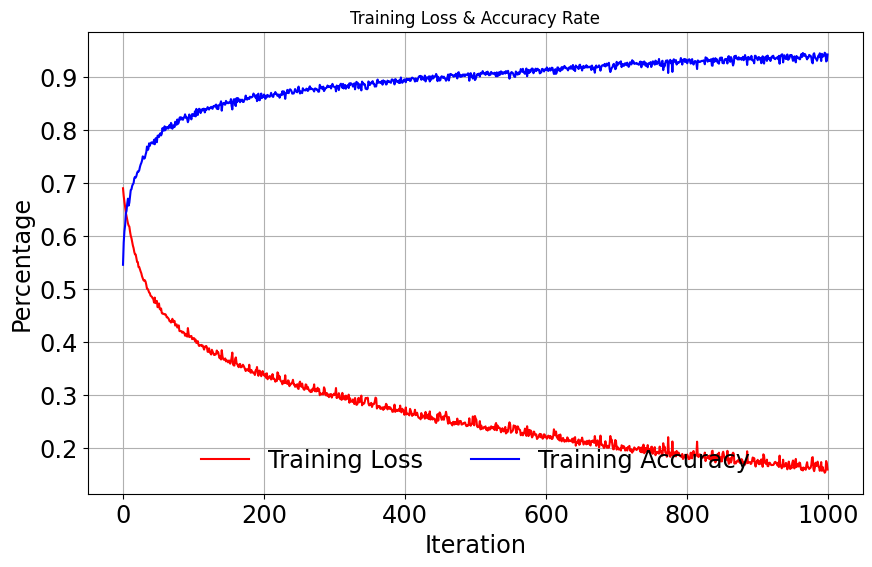 Training Loss & Accuracy Rate
Percentage
0.9
0.8
0.7
0.6
0.5
0.4
0.3
0.2
Training Loss
Training Accuracy
0 200 400 600 800 1000
Iteration